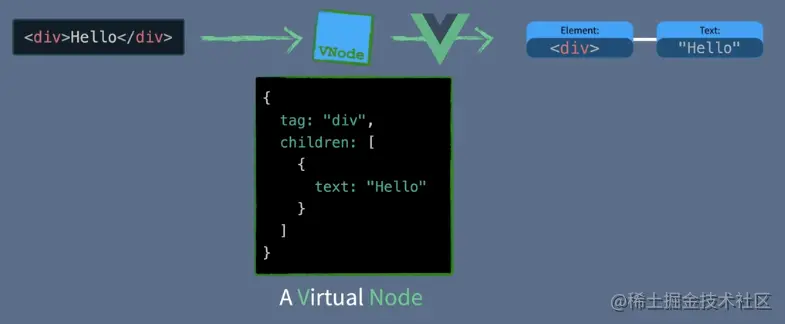 <div>Hello</div>
VNode
Element:
<div>
Text:
"Hello"
{
  tag: "div",
  children: [
    {
      text: "Hello"
    }
  ]
}
A Virtual Node
@稀土掘金技术社区